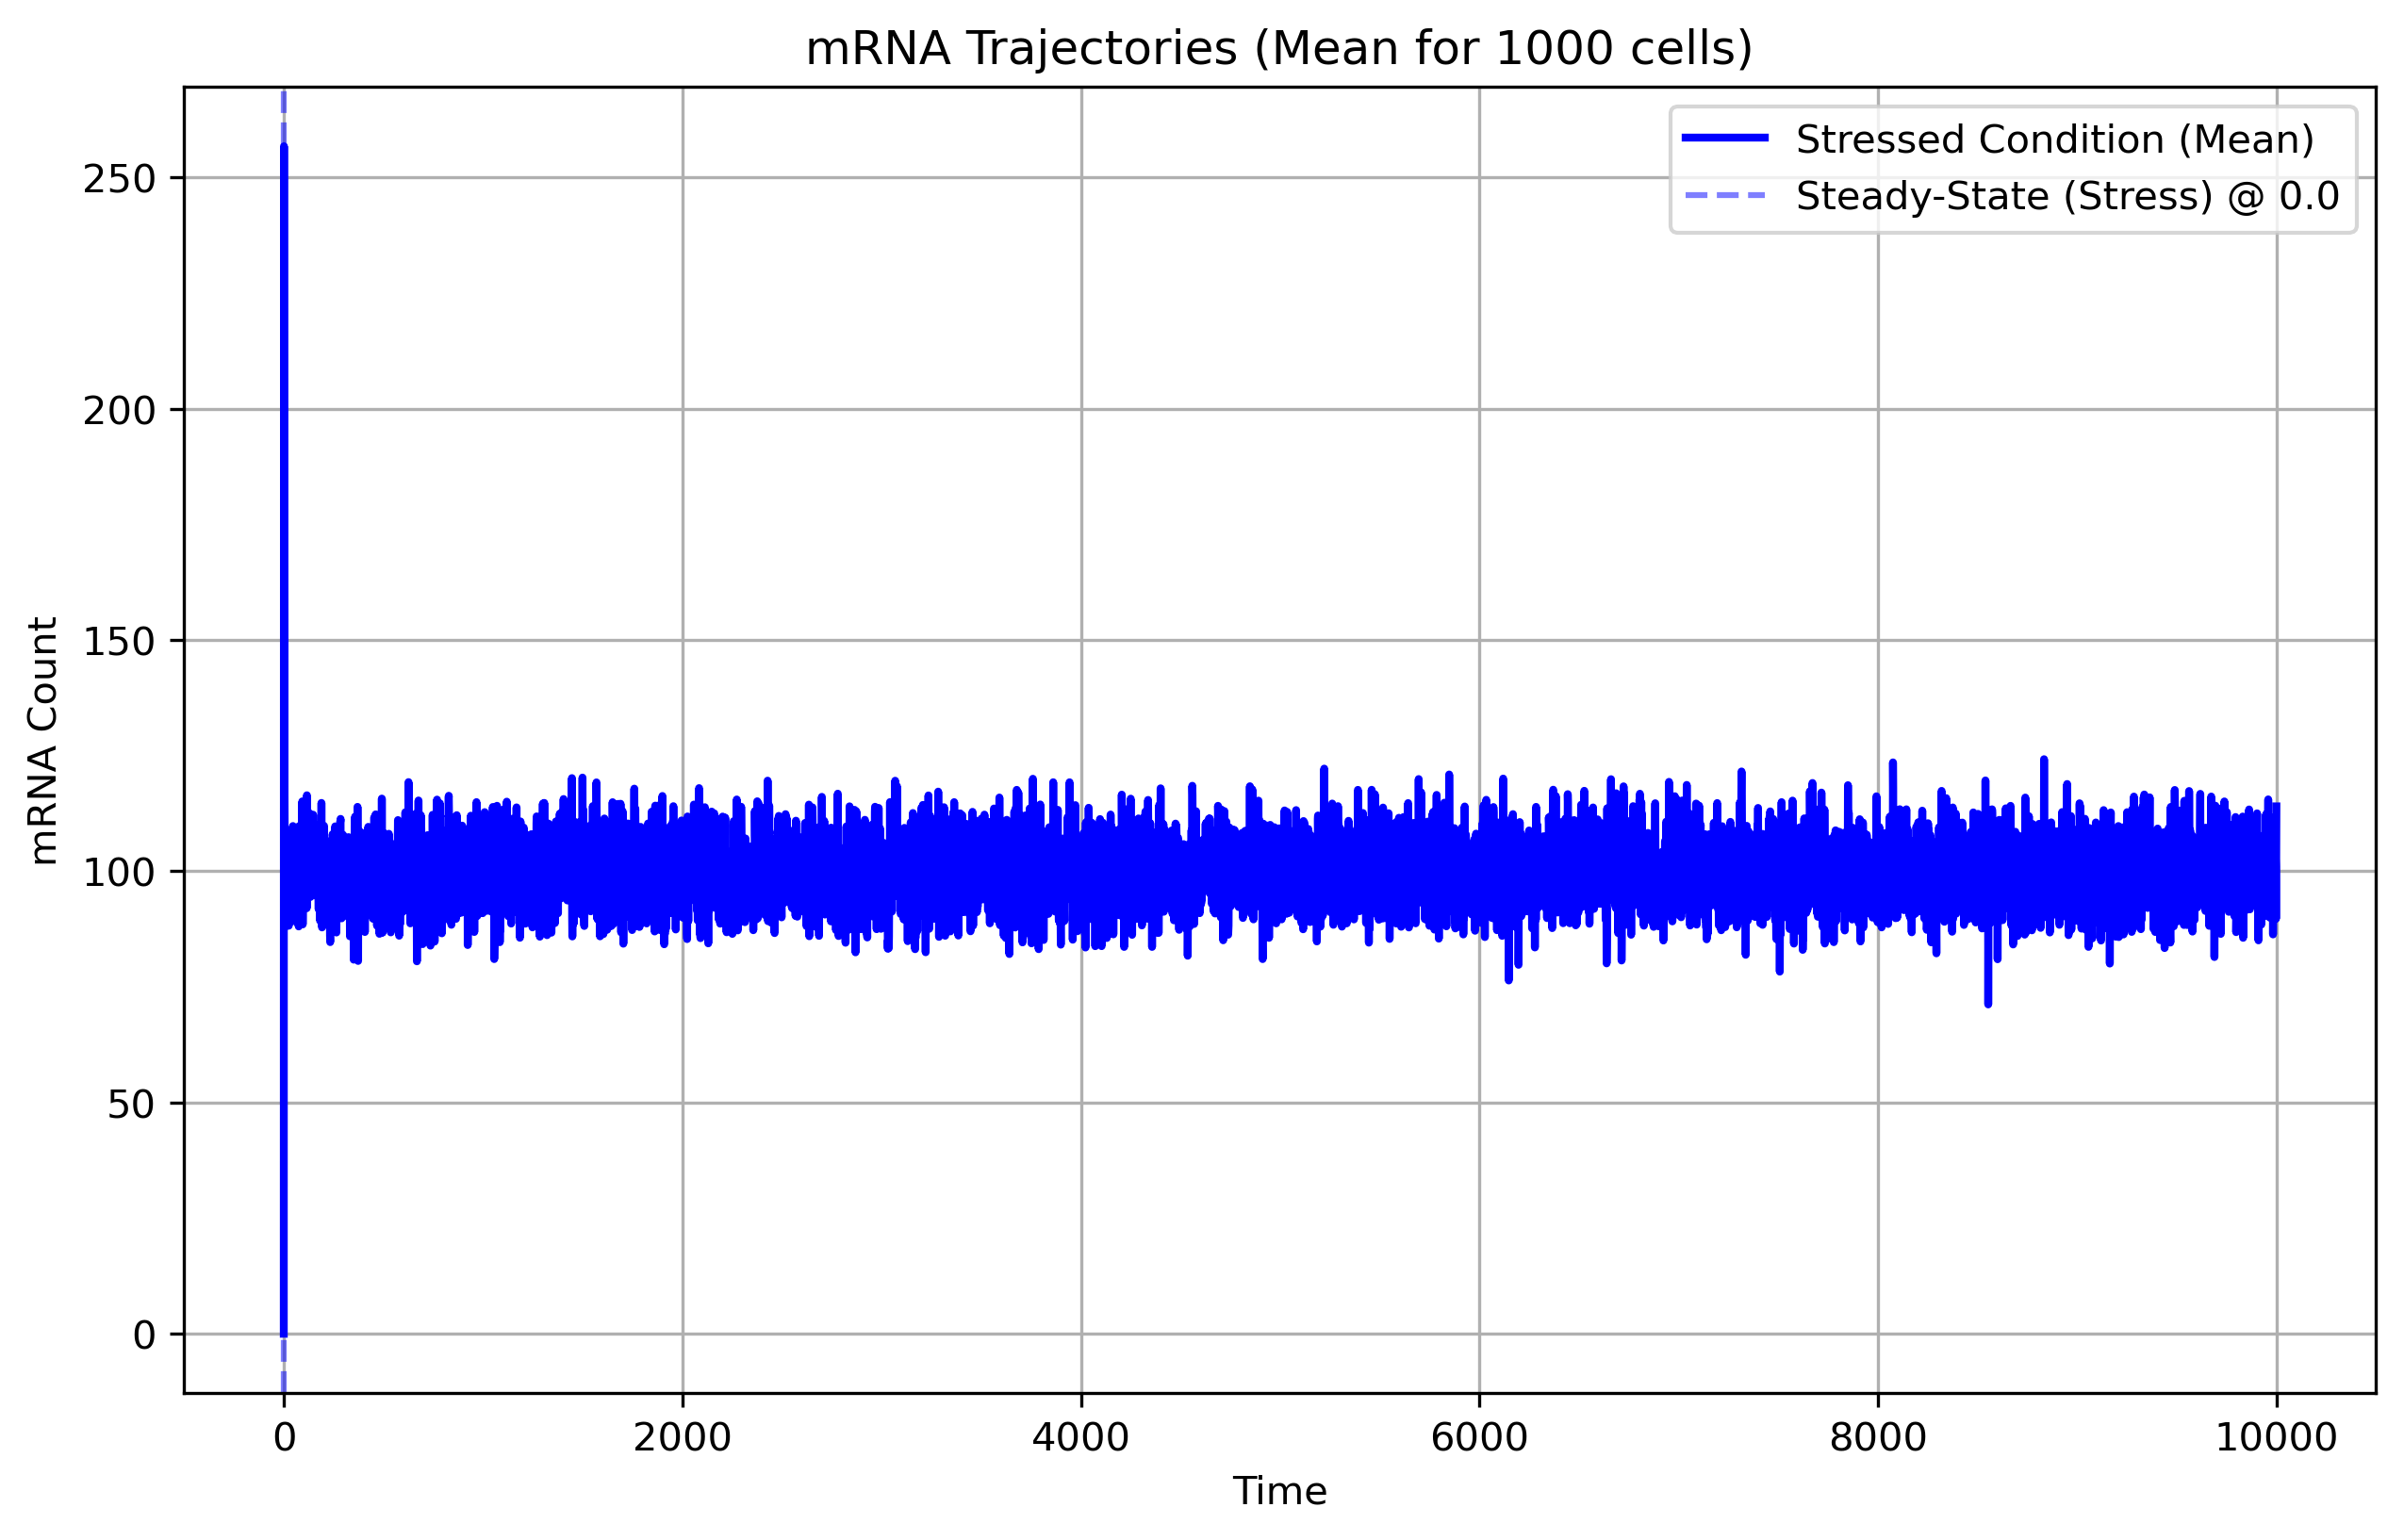 mRNA Trajectories (Mean for 1000 cells)
Stressed Condition (Mean)
Steady-State (Stress) @ 0.0
250
200
150
100
50
0
mRNA Count
0
2000
4000
6000
8000
10000
Time